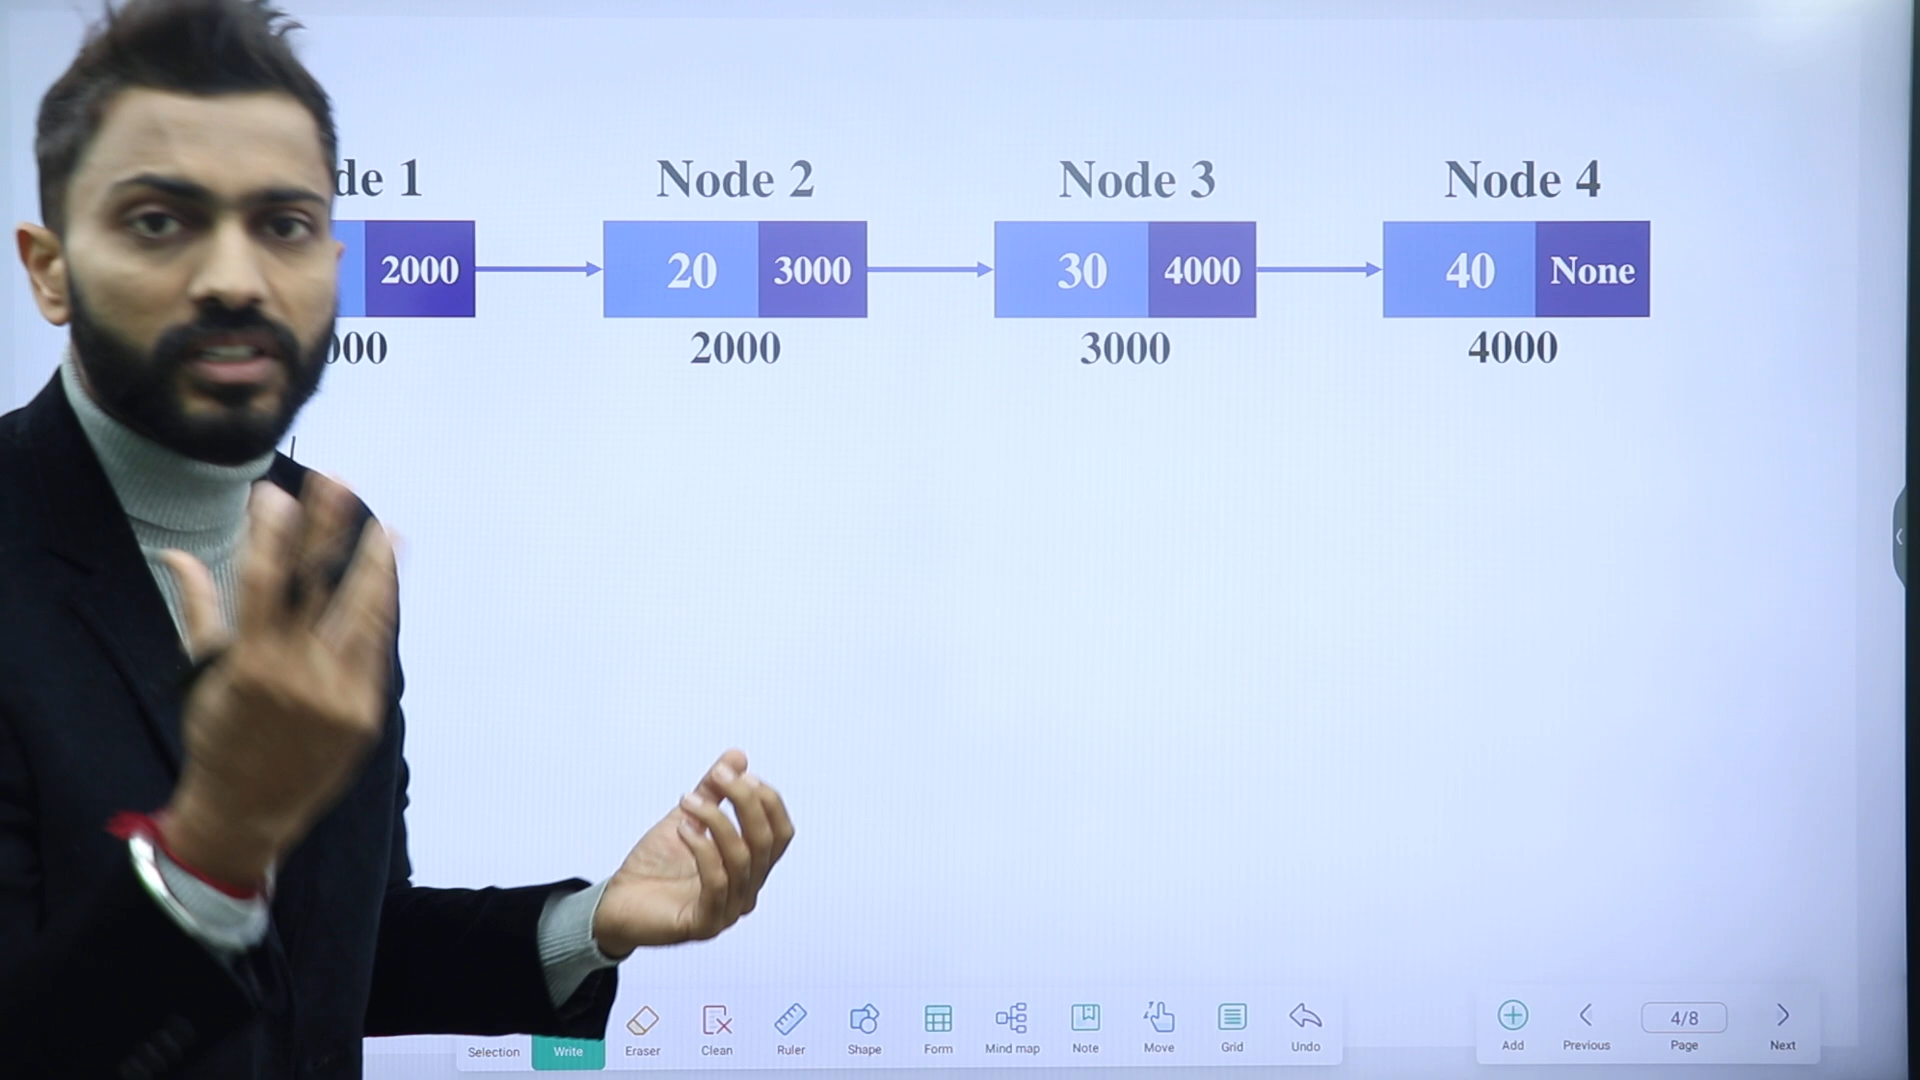 de 1 Node 2 Node 3 Node 4
2000 20 3000 30 4000 40 None
000 2000 3000 4000
Selection Write Eraser Clean Ruler Shape Form Mind map Note Move Grid Undo Add Previous 4/8 Page Next